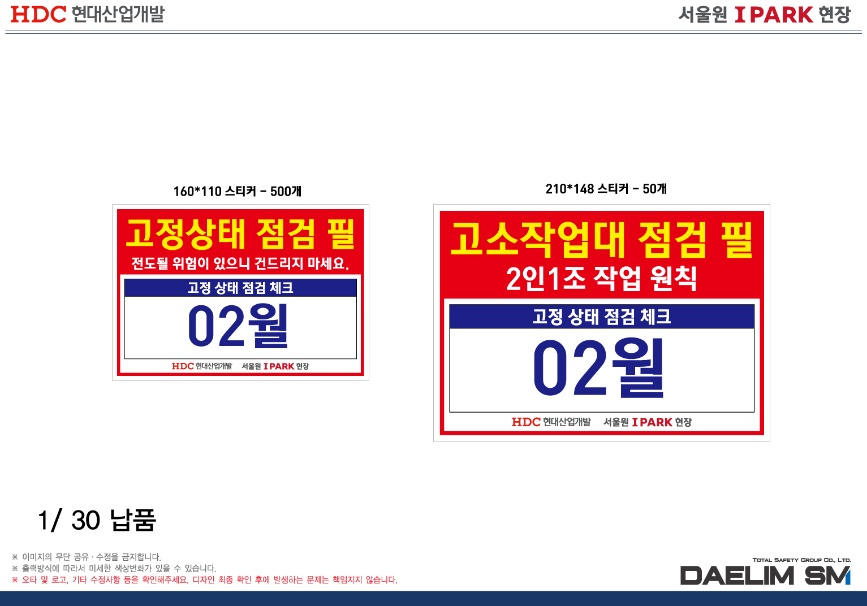 HDC 현대산업개발
서울원 IPARK 현장
160*110 스티커 - 500개
고정상태 점검 필
전도될 위험이 있으니 건드리지 마세요.
고정 상태 점검 체크
02월
HDC 현대산업개발 서울원 IPARK 현장
210*148 스티커 - 50개
고소작업대 점검 필
2인1조 작업 원칙
고정 상태 점검 체크
02월
HDC 현대산업개발 서울원 IPARK 현장
1/ 30 납품
※ 이미지의 무단 공유 · 수정을 금지합니다.
※ 출력방식에 따라서 미세한 색상변화가 있을 수 있습니다.
※ 오타 및 로고, 기타 수정사항 등을 확인해주세요. 디자인 최종 확인 후에 발생하는 문제는 책임지지 않습니다.
TOTAL SAFETY GROUP CO., LTD.
DAELIM SM